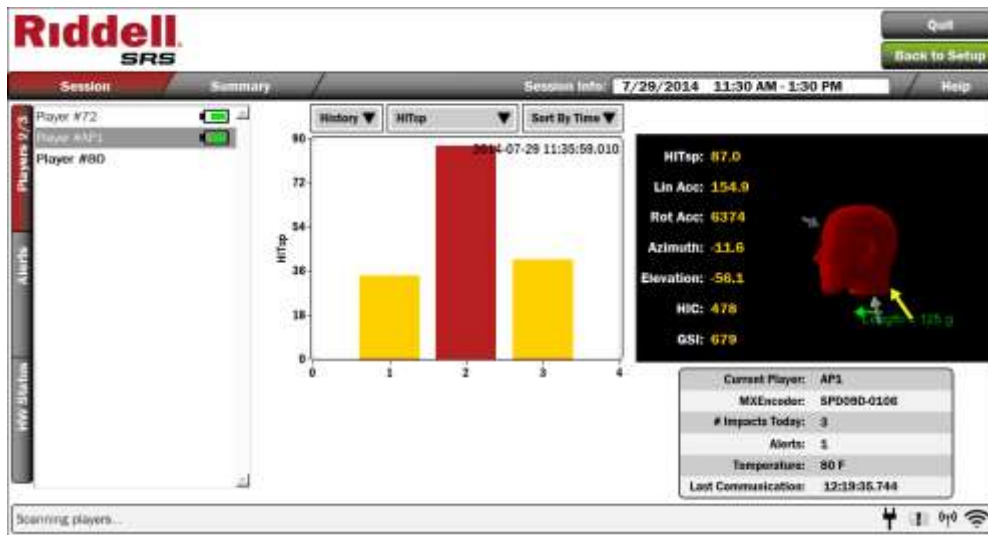 Riddell
SRS
Quit
Back to Setup
Session
Summary
Session Info: 7/29/2014 11:30 AM - 1:30 PM
Help
Players 2/3
Alerts
HW Status
Player #72
Player #AP1
Player #80
History
HITsp
Sort By Time
2014-07-29 11:35:59.010
HITsp
90
72
54
36
18
0
0 1 2 3 4
HITsp: 87.0
Lin Acc: 154.9
Rot Acc: 6374
Azimuth: -11.6
Elevation: -56.1
HIC: 478
GSI: 679
Length = 125 g
Current Player: AP1
MXEncoder: SPD09D-0106
# Impacts Today: 3
Alerts: 1
Temperature: 80 F
Last Communication: 12:19:35.744
Scanning players...